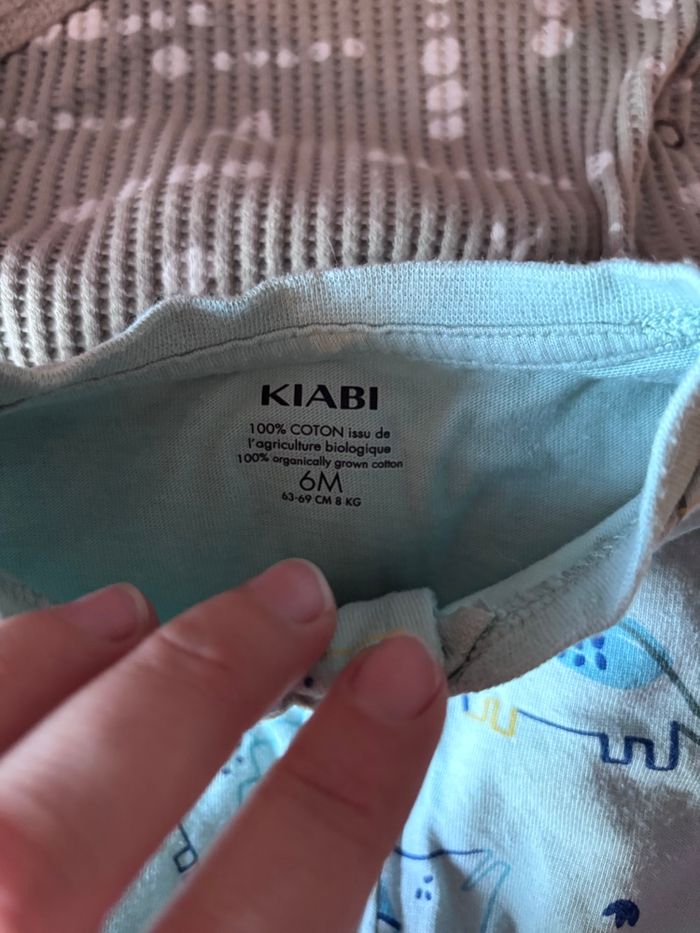 KIABI
100% COTON issu de
l'agriculture biologique
100% organically grown cotton
6M
63-69 CM 8 KG